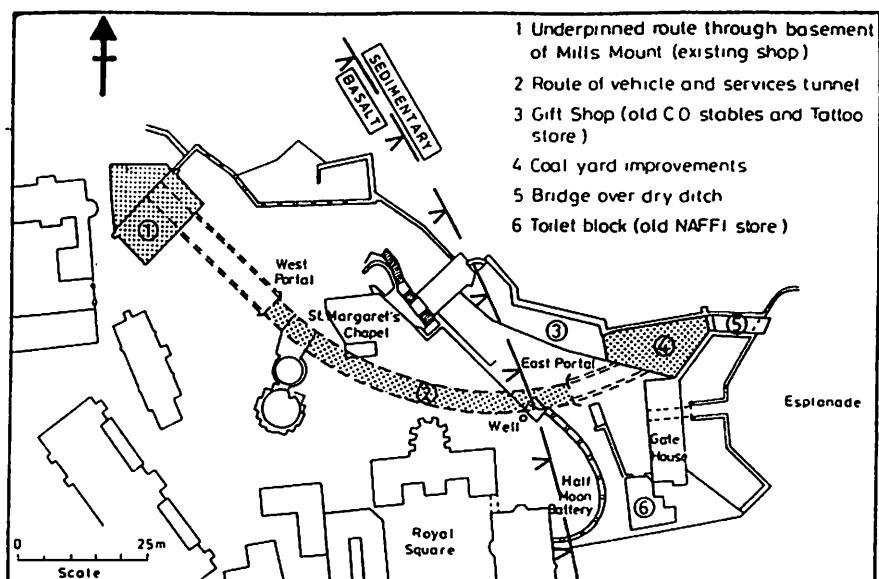 1 Underpinned route through basement
of Mills Mount (existing shop)
2 Route of vehicle and services tunnel
3 Gift Shop (old CO stables and Tattoo
store)
4 Coal yard improvements
5 Bridge over dry ditch
6 Toilet block (old NAFFI store)
SEDIMENTARY
BASALT
1
West
Portal
St. Margaret's
Chapel
2
3
4
5
East Portal
Well
Esplanade
Gate
House
Half
Moon
Battery
6
Royal
Square
0 25m
Scale